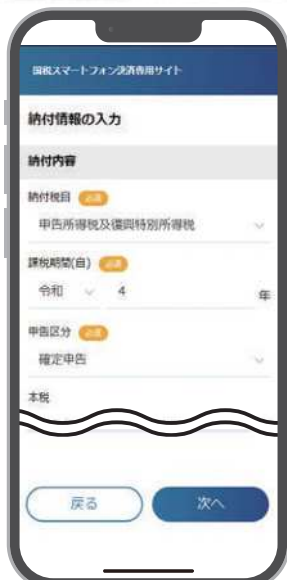 国税スマートフォン決済専用サイト
納付情報の入力
納付内容
納付税目 必須
申告所得税及復興特別所得税
課税期間(自) 必須
令和 4 年
申告区分 必須
確定申告
本税
戻る 次へ